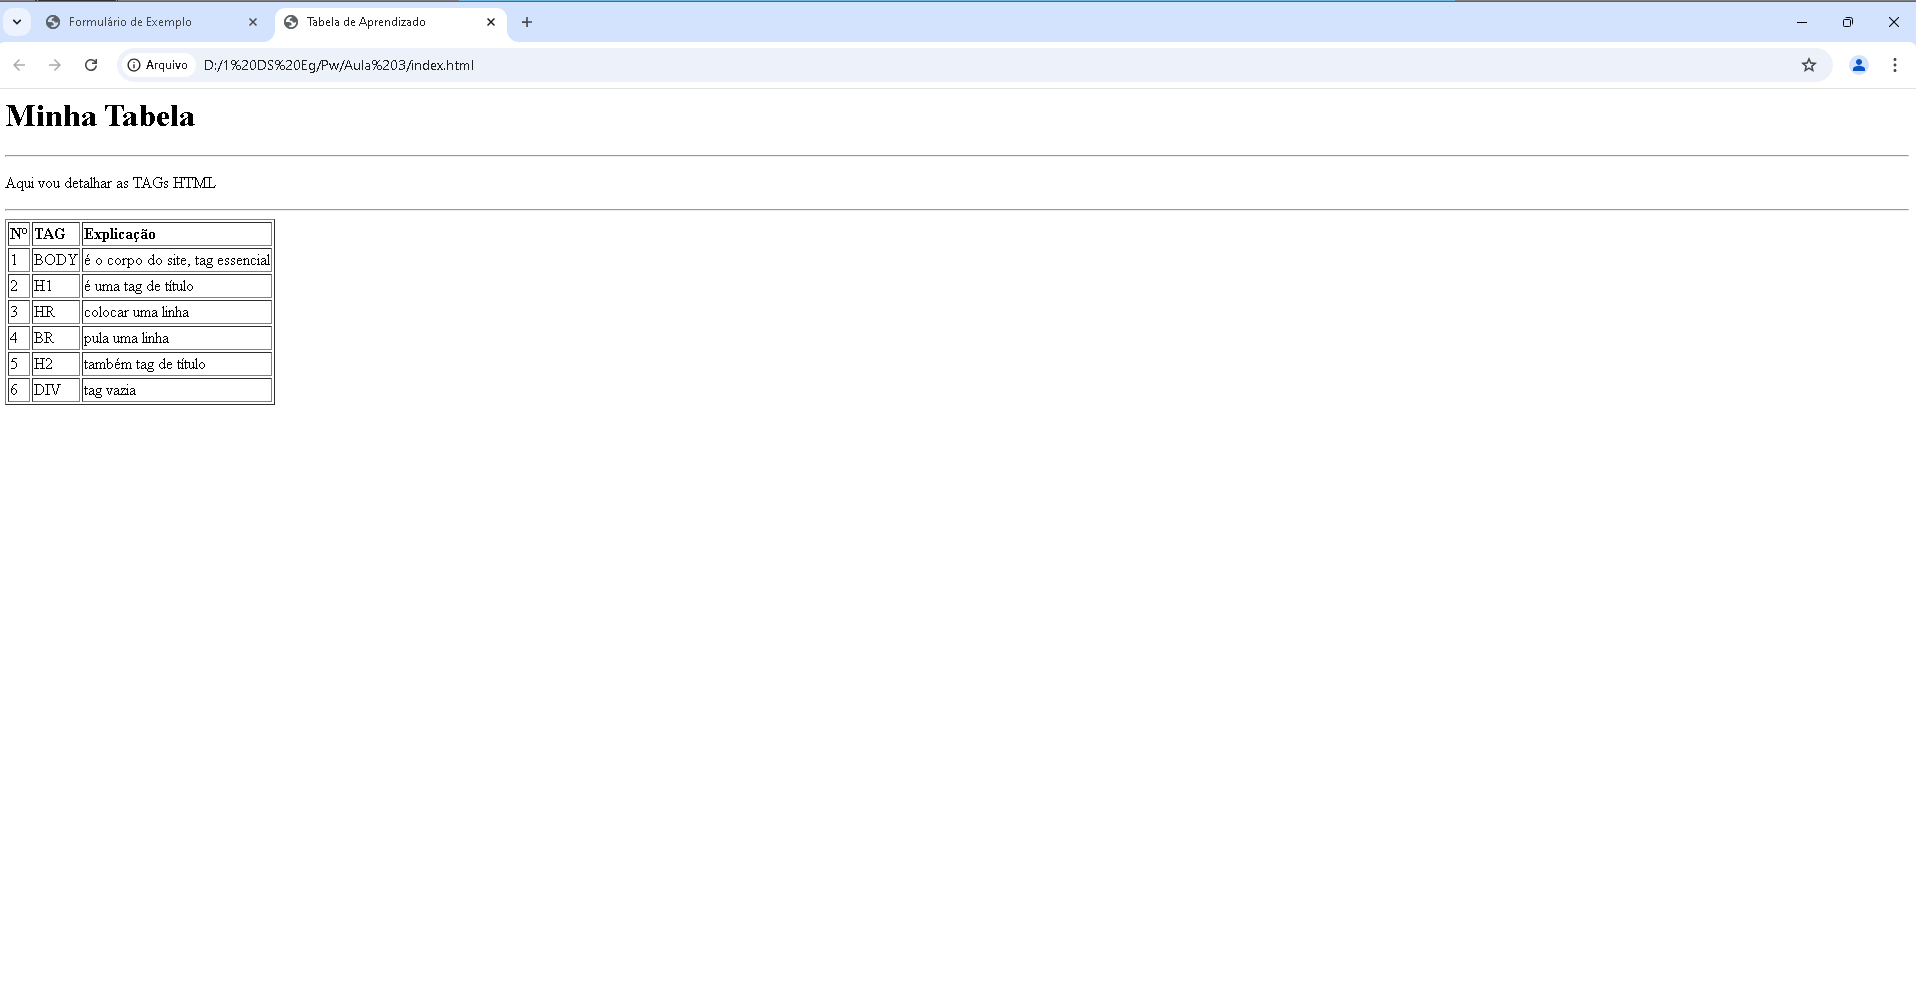 Formulário de Exemplo
Tabela de Aprendizado
Arquivo D:/1%20DS%20Eg/Pw/Aula%203/index.html
Minha Tabela
Aqui vou detalhar as TAGs HTML
Nº TAG Explicação
1 BODY é o corpo do site, tag essencial
2 H1 é uma tag de título
3 HR colocar uma linha
4 BR pula uma linha
5 H2 também tag de título
6 DIV tag vazia